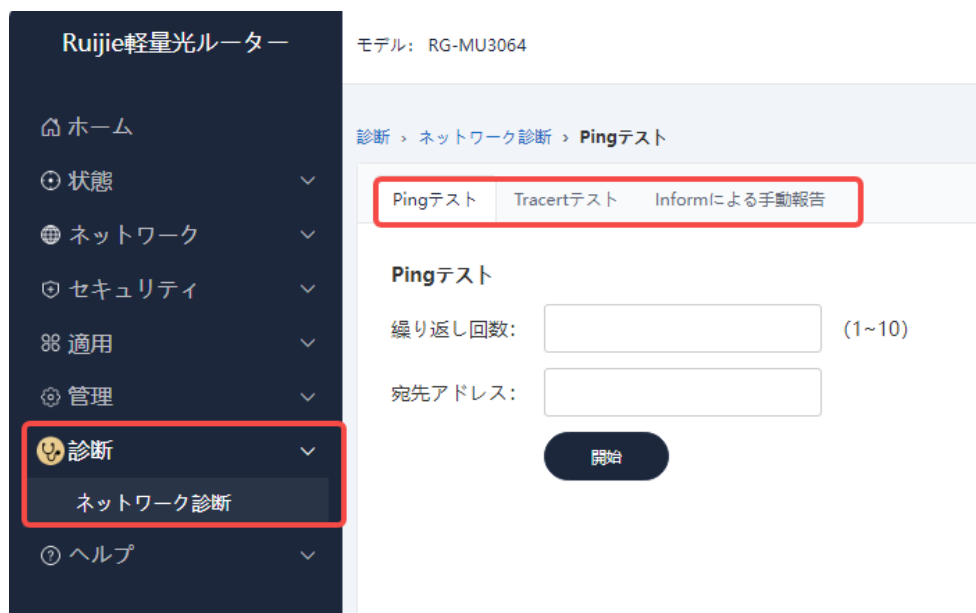 Ruijie軽量光ルーター
モデル: RG-MU3064
ホーム
状態
ネットワーク
セキュリティ
適用
管理
診断
ネットワーク診断
ヘルプ
診断 › ネットワーク診断 › Pingテスト
Pingテスト Tracertテスト Informによる手動報告
Pingテスト
繰り返し回数: (1~10)
宛先アドレス:
開始